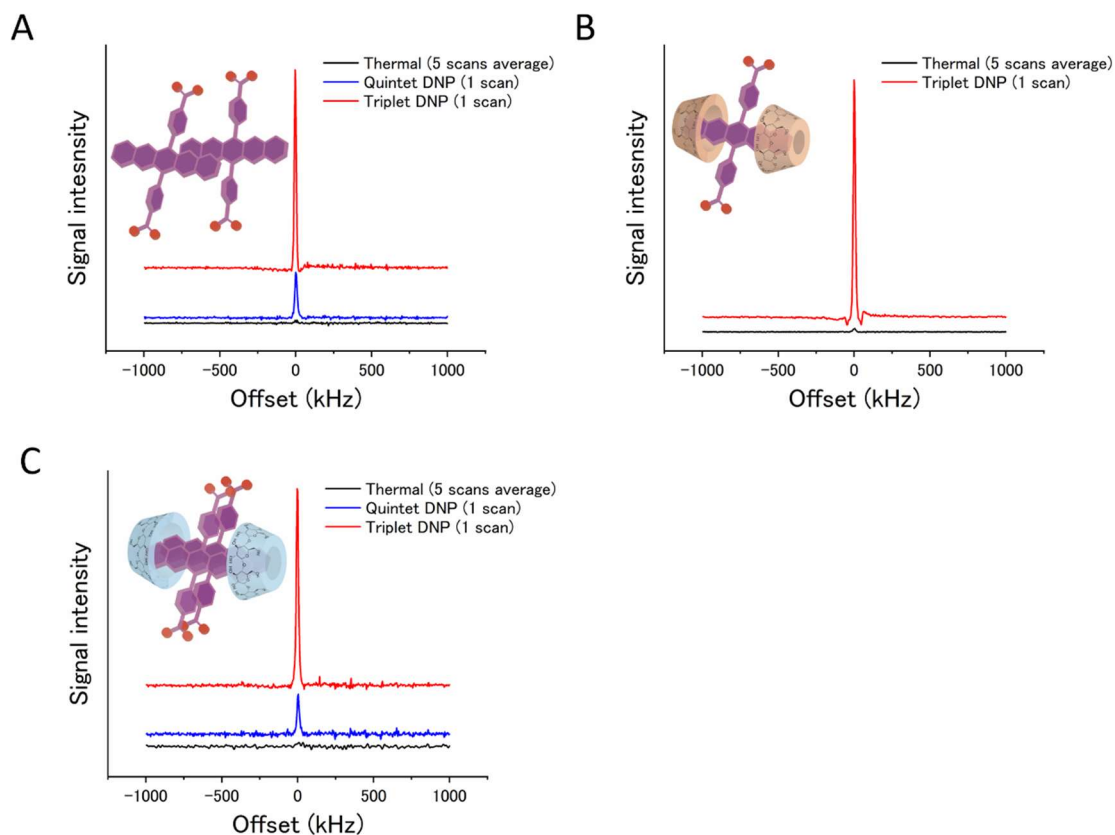 A
Thermal (5 scans average)
Quintet DNP (1 scan)
Triplet DNP (1 scan)
Signal intensnsity
-1000 -500 0 500 1000
Offset (kHz)
B
Thermal (5 scans average)
Triplet DNP (1 scan)
Signal intesnsity
-1000 -500 0 500 1000
Offset (kHz)
C
Thermal (5 scans average)
Quintet DNP (1 scan)
Triplet DNP (1 scan)
Signal intensity
-1000 -500 0 500 1000
Offset (kHz)